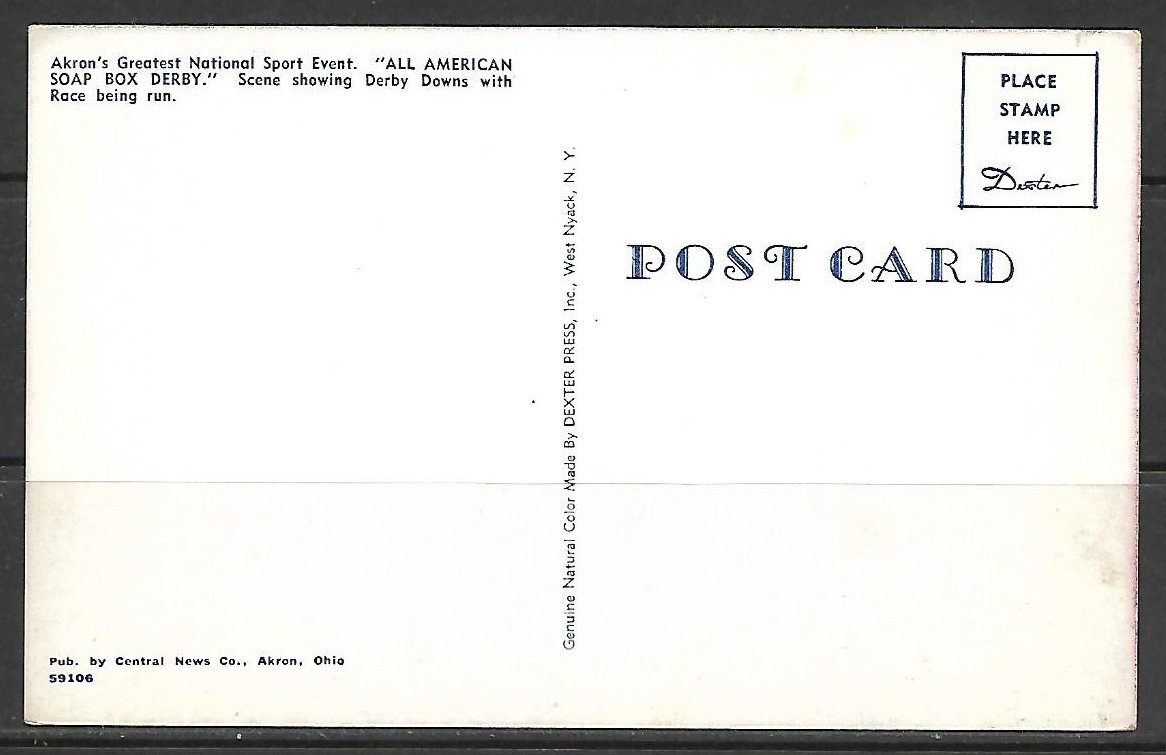 Akron's Greatest National Sport Event. "ALL AMERICAN
SOAP BOX DERBY." Scene showing Derby Downs with
Race being run.
PLACE
STAMP
HERE
Dexter
POST CARD
Genuine Natural Color Made By DEXTER PRESS, Inc., West Nyack, N. Y.
Pub. by Central News Co., Akron, Ohio
59106